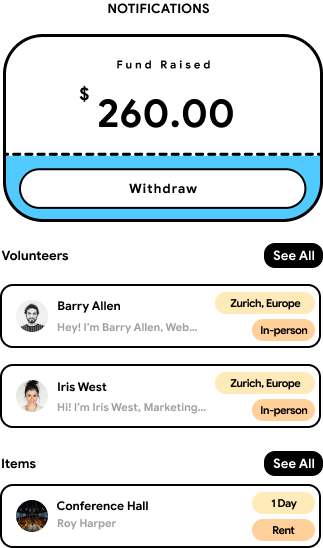 NOTIFICATIONS
Fund Raised
$ 260.00
Withdraw
Volunteers
See All
Barry Allen
Zurich, Europe
Hey! I'm Barry Allen, Web...
In-person
Iris West
Zurich, Europe
Hi! I'm Iris West, Marketing...
In-person
Items
See All
Conference Hall
1 Day
Roy Harper
Rent